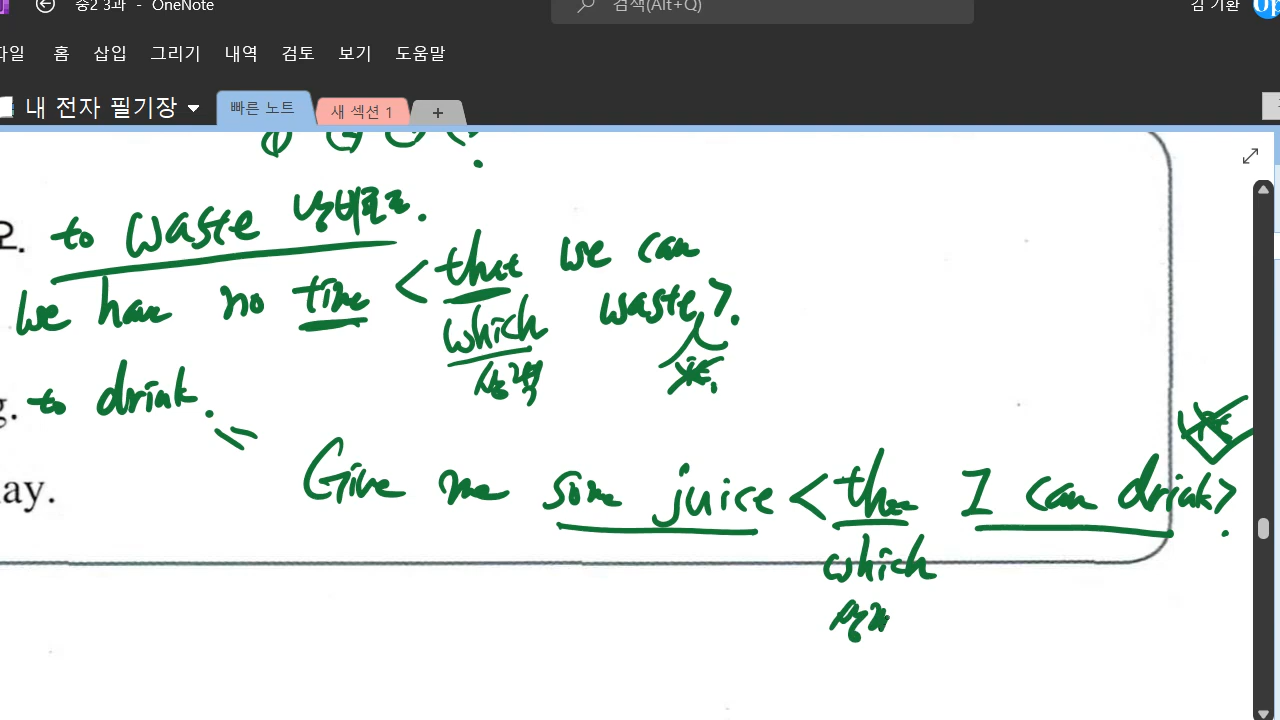 중2 3과 - OneNote
검색(Alt+Q)
김 기환
파일 홈 삽입 그리기 내역 검토 보기 도움말
내 전자 필기장
빠른 노트
새 섹션 1
+
오. to waste 낭비할.
we have no time <that we can
which waste>.
생략
g. to drink.
= Give me some juice <that I can drink>.
ay.
which
생략